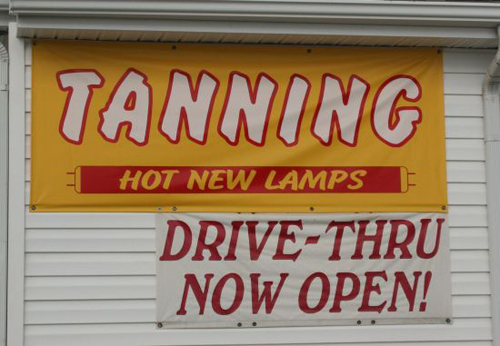 TANNING
HOT NEW LAMPS
DRIVE-THRU
NOW OPEN!